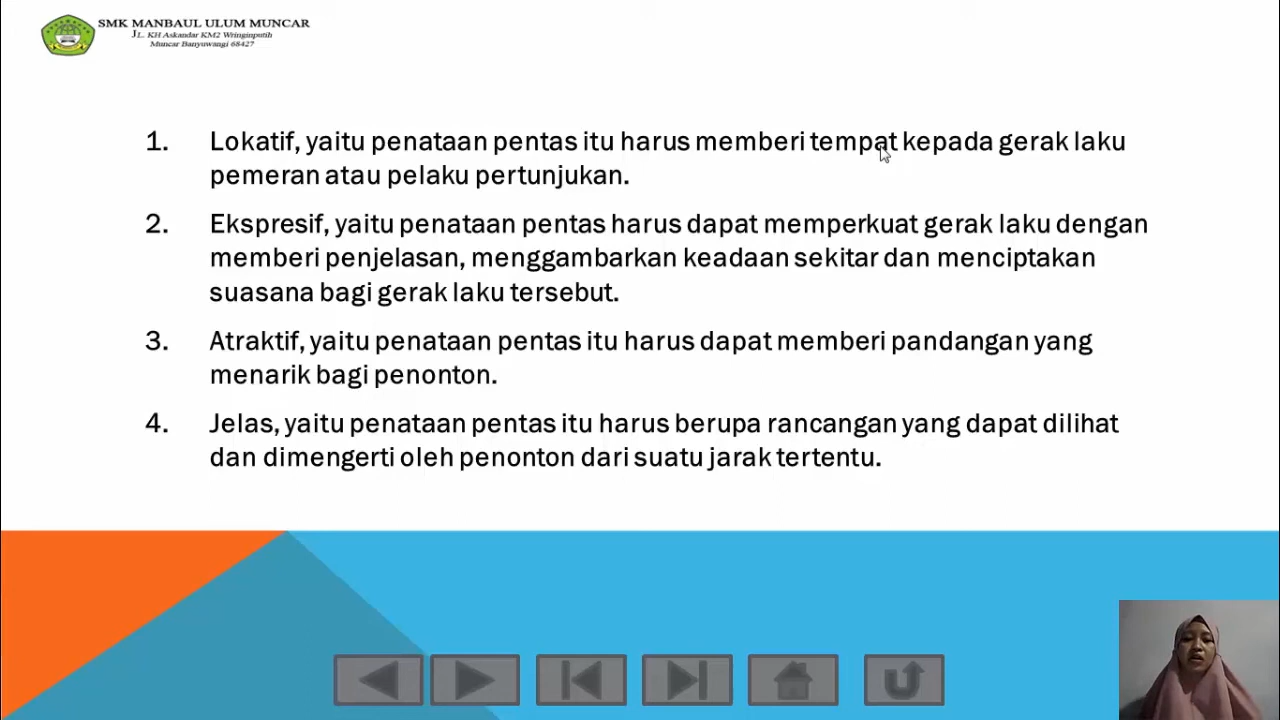 SMK MANBAUL ULUM MUNCAR
JL. KH Askandar KM2 Wringinputih
Muncar Banyuwangi 68427
1. Lokatif, yaitu penataan pentas itu harus memberi tempat kepada gerak laku
pemeran atau pelaku pertunjukan.
2. Ekspresif, yaitu penataan pentas harus dapat memperkuat gerak laku dengan
memberi penjelasan, menggambarkan keadaan sekitar dan menciptakan
suasana bagi gerak laku tersebut.
3. Atraktif, yaitu penataan pentas itu harus dapat memberi pandangan yang
menarik bagi penonton.
4. Jelas, yaitu penataan pentas itu harus berupa rancangan yang dapat dilihat
dan dimengerti oleh penonton dari suatu jarak tertentu.